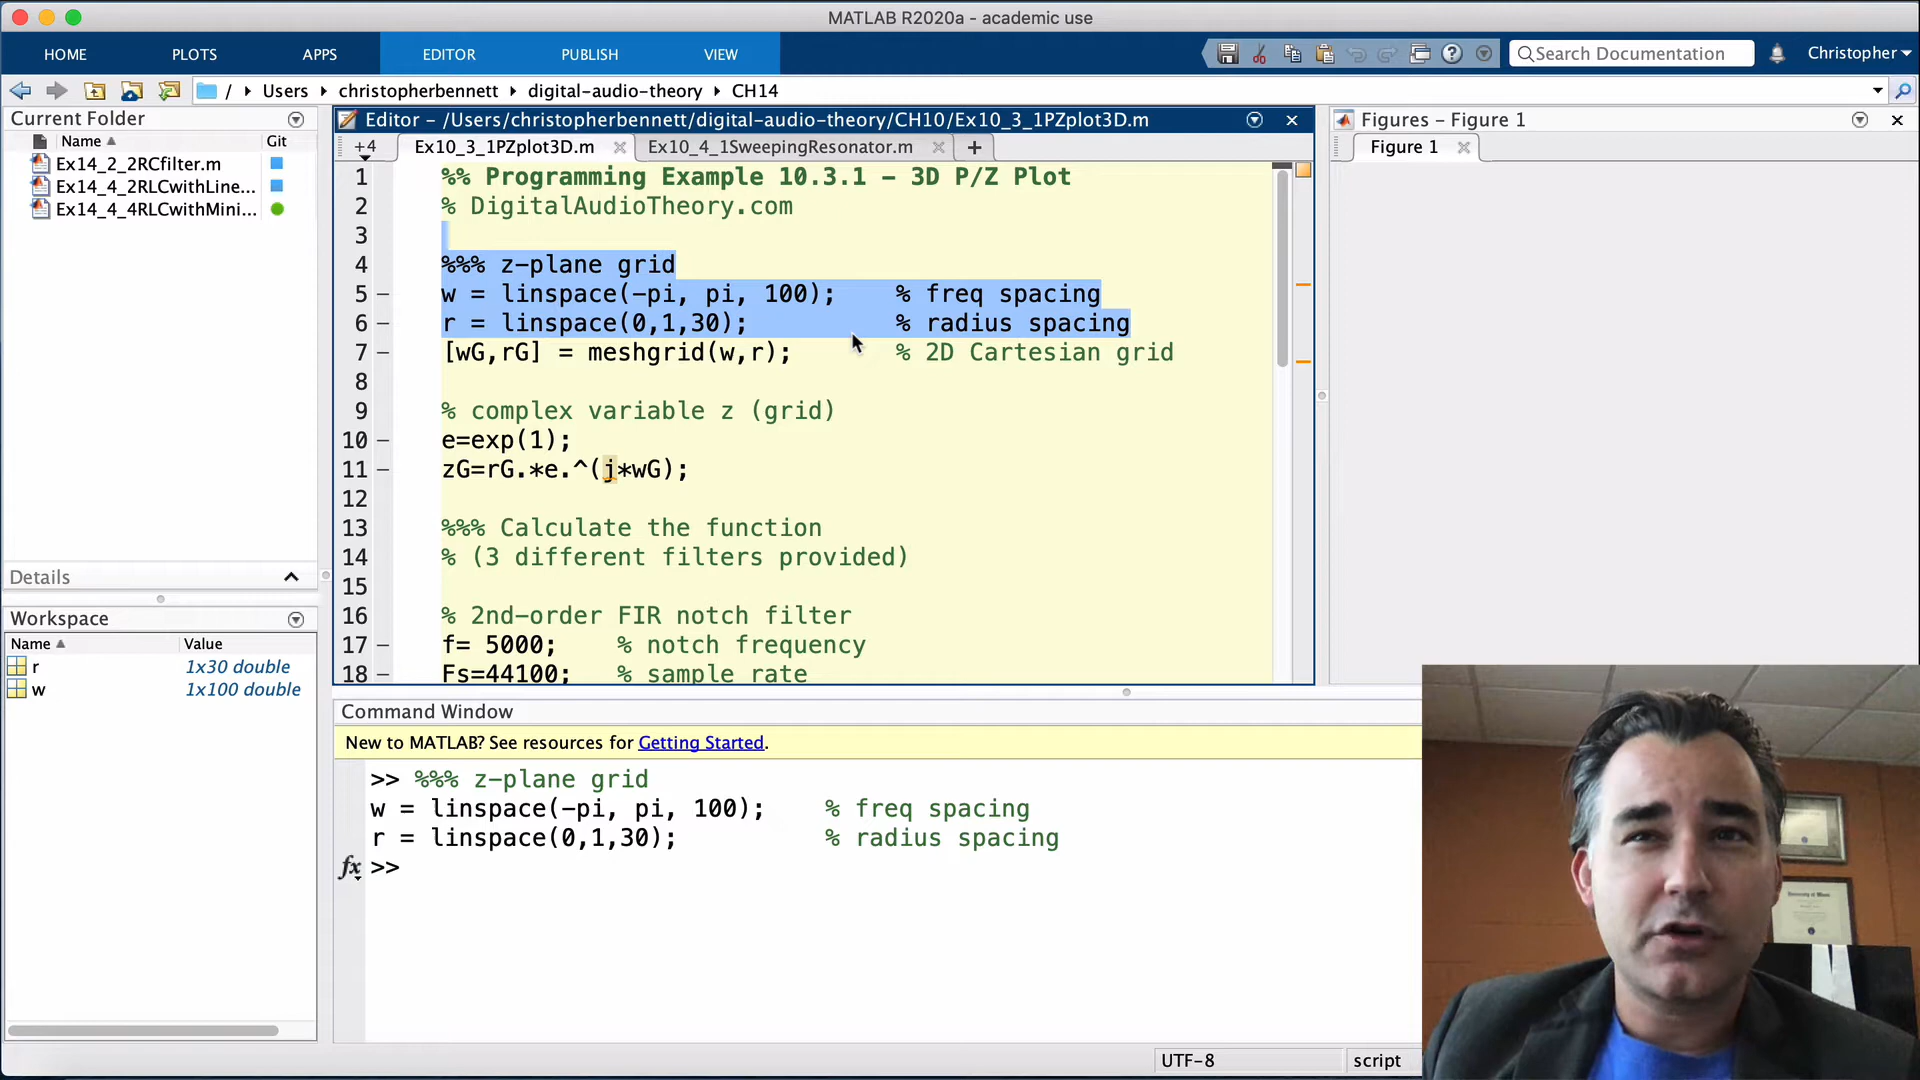 MATLAB R2020a - academic use
HOME PLOTS APPS EDITOR PUBLISH VIEW Search Documentation Christopher
/ Users christopherbennett digital-audio-theory CH14
Current Folder
Name Git
Ex14_2_2RCfilter.m
Ex14_4_2RLCwithLine...
Ex14_4_4RLCwithMini...
Details
Workspace
Name Value
r 1x30 double
w 1x100 double
Editor - /Users/christopherbennett/digital-audio-theory/CH10/Ex10_3_1PZplot3D.m
+4 Ex10_3_1PZplot3D.m Ex10_4_1SweepingResonator.m +
1 %% Programming Example 10.3.1 - 3D P/Z Plot
2 % DigitalAudioTheory.com
3
4 %%% z-plane grid
5 - w = linspace(-pi, pi, 100); % freq spacing
6 - r = linspace(0,1,30); % radius spacing
7 - [wG,rG] = meshgrid(w,r); % 2D Cartesian grid
8
9 % complex variable z (grid)
10 - e=exp(1);
11 - zG=rG.*e.^(j*wG);
12
13 %%% Calculate the function
14 % (3 different filters provided)
15
16 % 2nd-order FIR notch filter
17 - f= 5000; % notch frequency
18 - Fs=44100; % sample rate
Figures - Figure 1
Figure 1
Command Window
New to MATLAB? See resources for Getting Started.
>> %%% z-plane grid
w = linspace(-pi, pi, 100); % freq spacing
r = linspace(0,1,30); % radius spacing
fx >>
UTF-8 script